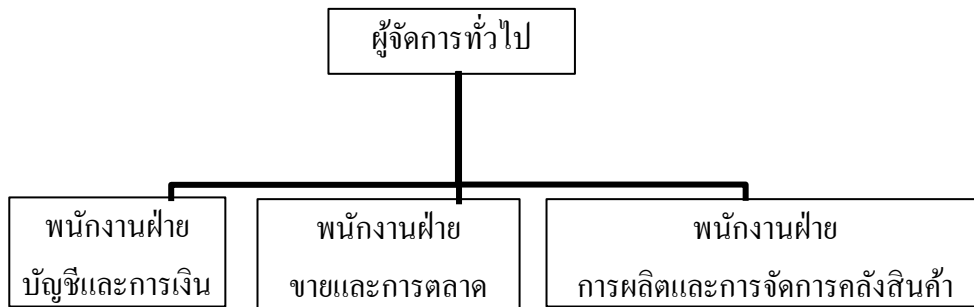 ผู้จัดการทั่วไป
พนักงานฝ่าย
บัญชีและการเงิน
พนักงานฝ่าย
ขายและการตลาด
พนักงานฝ่าย
การผลิตและการจัดการคลังสินค้า